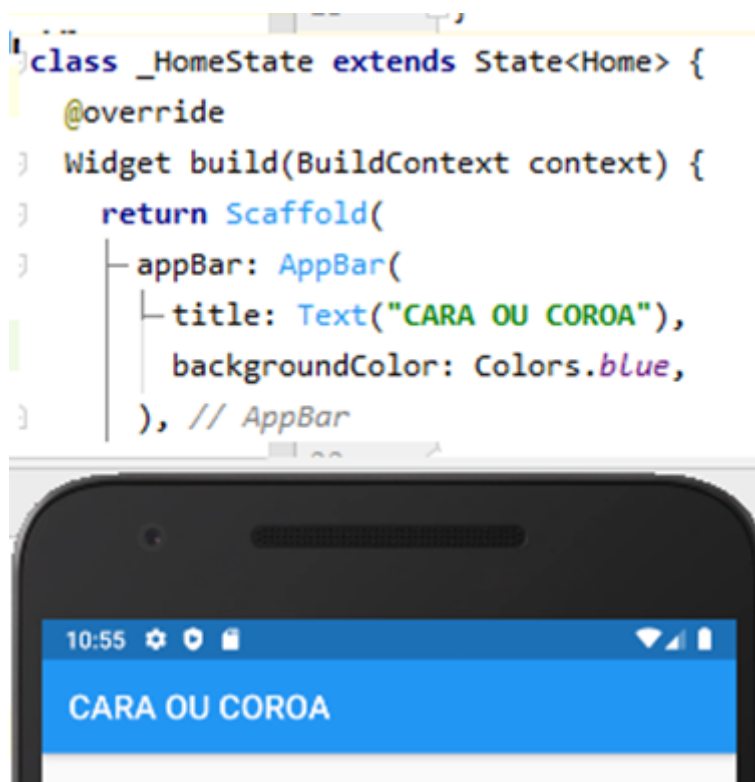 class _HomeState extends State<Home> {
@override
Widget build(BuildContext context) {
return Scaffold(
appBar: AppBar(
title: Text("CARA OU COROA"),
backgroundColor: Colors.blue,
), // AppBar
10:55
CARA OU COROA